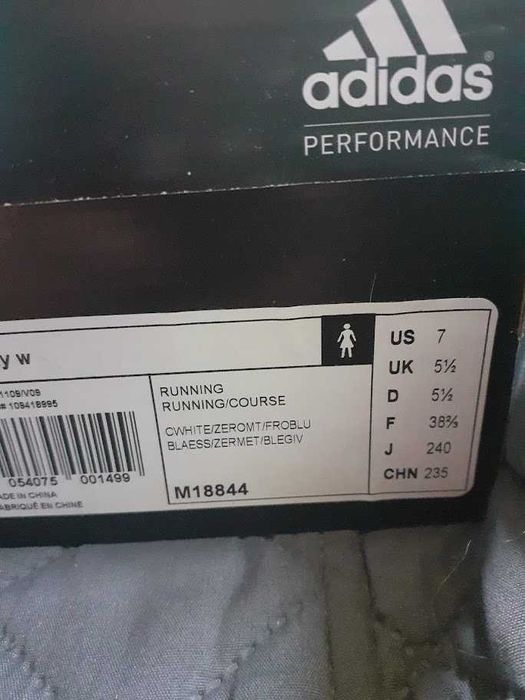 adidas®
PERFORMANCE
y w
1109/V09
# 109418995
054075 001499
ADE IN CHINA
ABRIQUÉ EN CHINE
RUNNING
RUNNING/COURSE
CWHITE/ZEROMT/FROBLU
BLAESS/ZERMET/BLEGIV
M18844
US 7
UK 5½
D 5½
F 38⅔
J 240
CHN 235